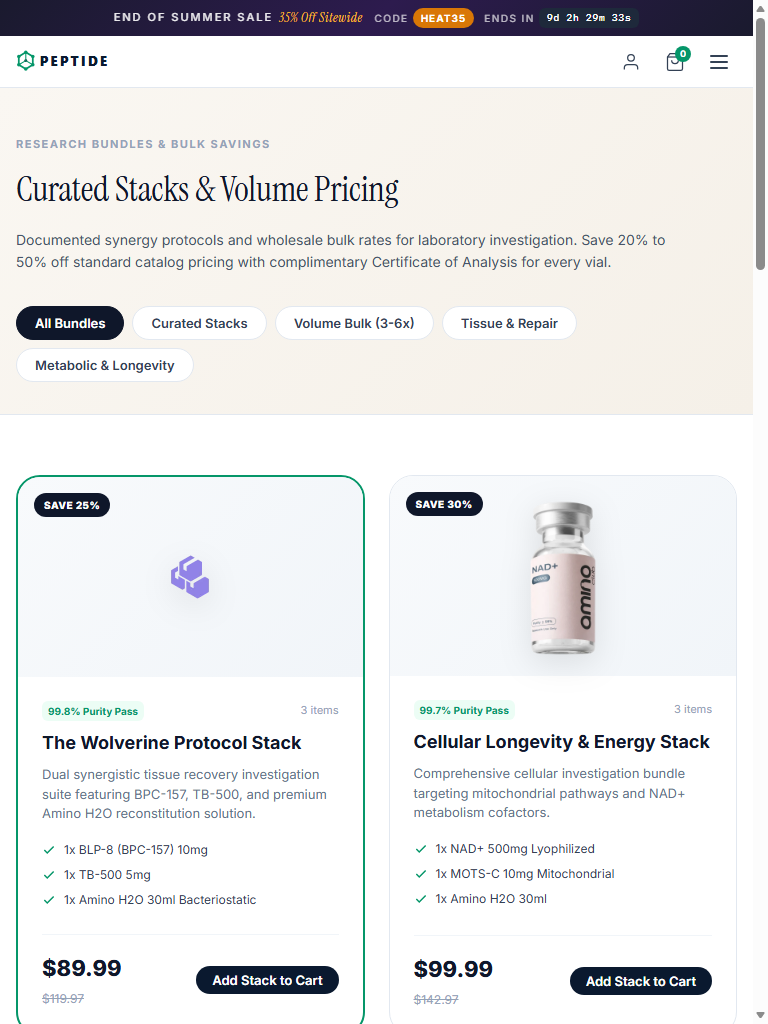 END OF SUMMER SALE 35% Off Sitewide CODE HEAT35 ENDS IN 9d 2h 29m 33s
PEPTIDE
0
RESEARCH BUNDLES & BULK SAVINGS
Curated Stacks & Volume Pricing
Documented synergy protocols and wholesale bulk rates for laboratory investigation. Save 20% to
50% off standard catalog pricing with complimentary Certificate of Analysis for every vial.
All Bundles
Curated Stacks
Volume Bulk (3-6x)
Tissue & Repair
Metabolic & Longevity
SAVE 25%
99.8% Purity Pass
3 items
The Wolverine Protocol Stack
Dual synergistic tissue recovery investigation
suite featuring BPC-157, TB-500, and premium
Amino H2O reconstitution solution.
1x BLP-8 (BPC-157) 10mg
1x TB-500 5mg
1x Amino H2O 30ml Bacteriostatic
$89.99
$119.97
Add Stack to Cart
SAVE 30%
NAD+
amino
99.7% Purity Pass
3 items
Cellular Longevity & Energy Stack
Comprehensive cellular investigation bundle
targeting mitochondrial pathways and NAD+
metabolism cofactors.
1x NAD+ 500mg Lyophilized
1x MOTS-C 10mg Mitochondrial
1x Amino H2O 30ml
$99.99
$142.97
Add Stack to Cart